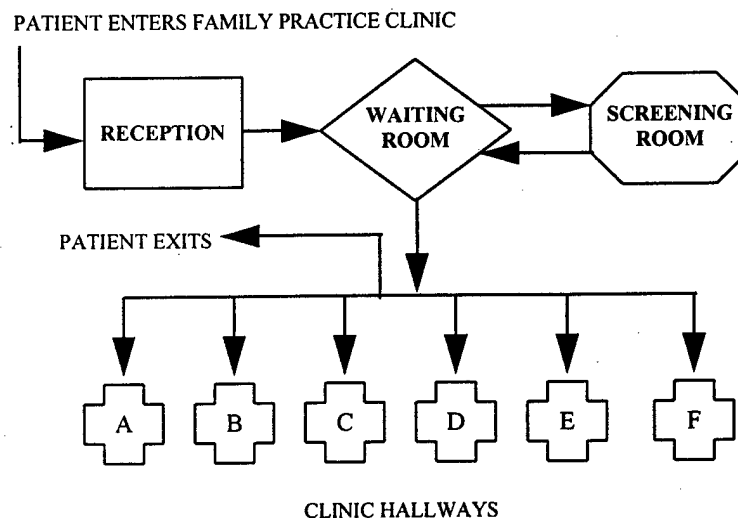 PATIENT ENTERS FAMILY PRACTICE CLINIC
RECEPTION
WAITING
ROOM
SCREENING
ROOM
PATIENT EXITS
A
B
C
D
E
F
CLINIC HALLWAYS